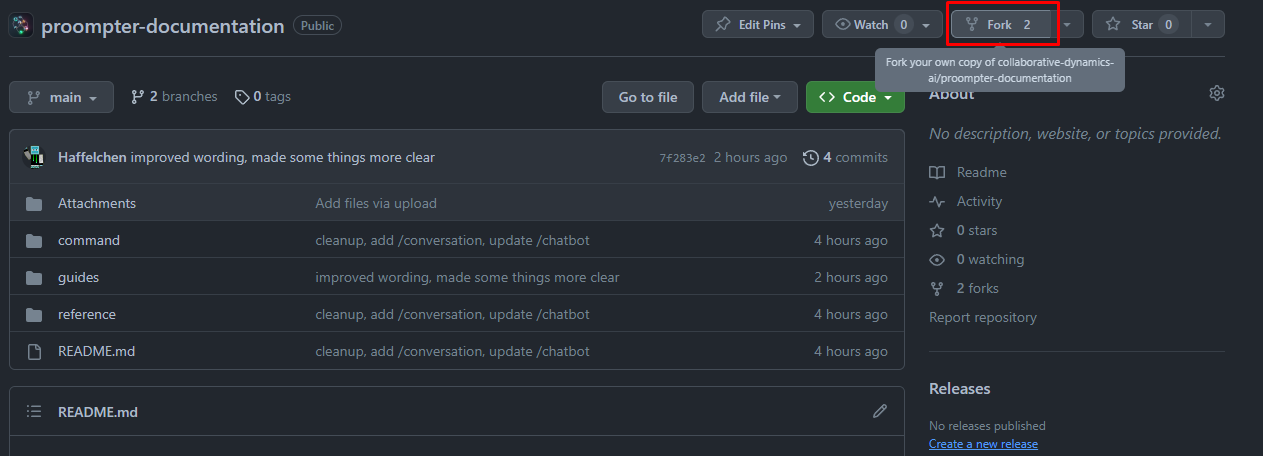 proompter-documentation Public Edit Pins Watch 0 Fork 2 Star 0
Fork your own copy of collaborative-dynamics-
ai/proompter-documentation
main 2 branches 0 tags Go to file Add file Code
About
No description, website, or topics provided.
Haffelchen improved wording, made some things more clear 7f283e2 2 hours ago 4 commits
Readme
Attachments Add files via upload yesterday
Activity
0 stars
command cleanup, add /conversation, update /chatbot 4 hours ago
0 watching
guides improved wording, made some things more clear 2 hours ago
2 forks
reference cleanup, add /conversation, update /chatbot 4 hours ago
Report repository
README.md cleanup, add /conversation, update /chatbot 4 hours ago
Releases
README.md
No releases published
Create a new release